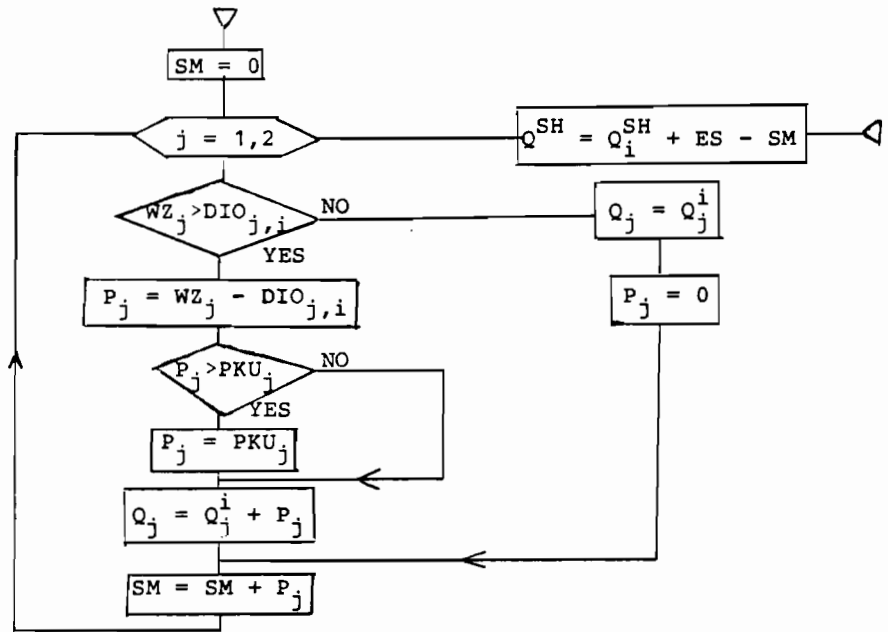 SM = 0
j = 1,2
Q^SH = Q_i^SH + ES - SM
WZ_j>DIO_j,i
NO
YES
Q_j = Q_j^i
P_j = WZ_j - DIO_j,i
P_j = 0
P_j>PKU_j
NO
YES
P_j = PKU_j
Q_j = Q_j^i + P_j
SM = SM + P_j